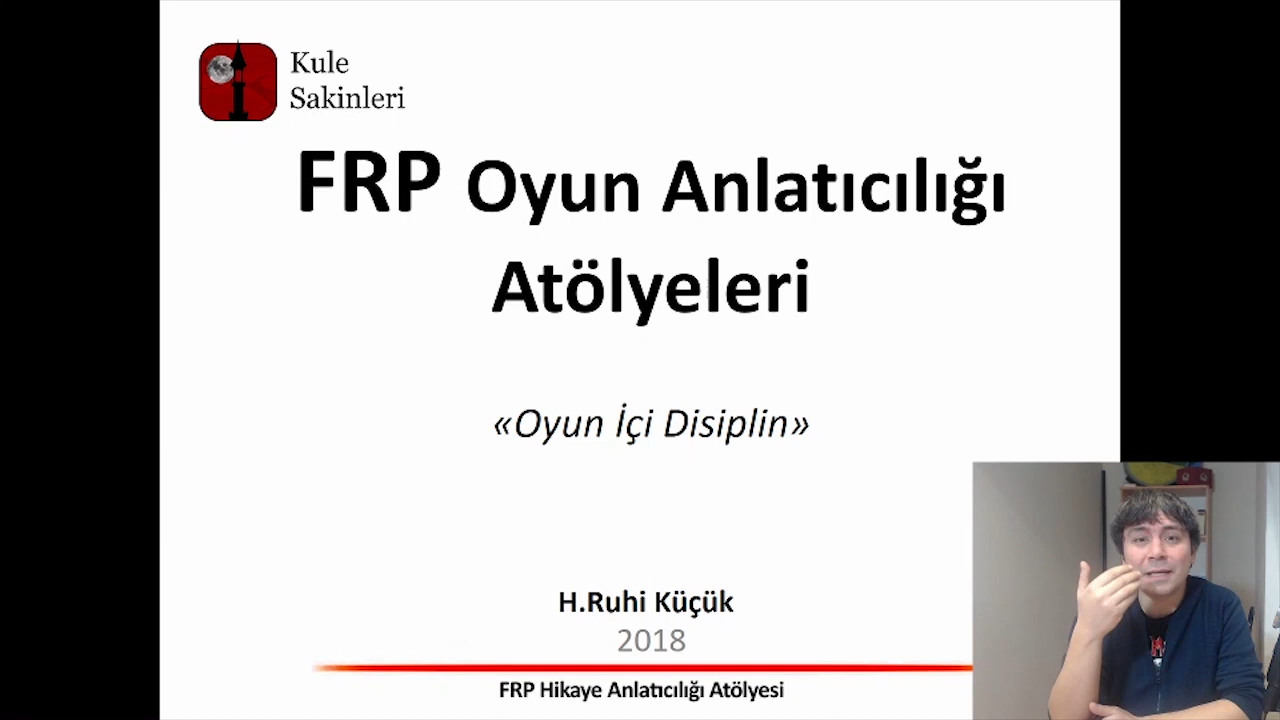 Kule
Sakinleri
FRP Oyun Anlatıcılığı
Atölyeleri
«Oyun İçi Disiplin»
H.Ruhi Küçük
2018
FRP Hikaye Anlatıcılığı Atölyesi